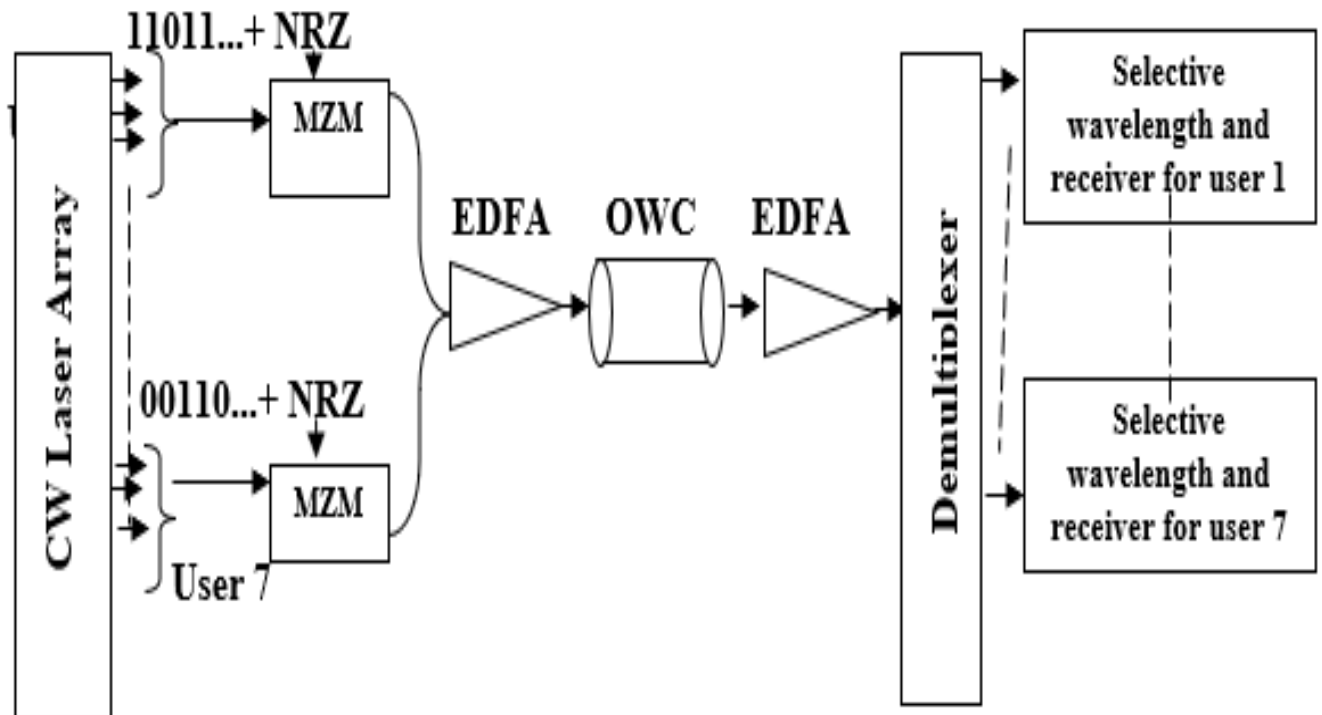 11011...+ NRZ
MZM
CW Laser Array
EDFA
OWC
EDFA
00110...+ NRZ
MZM
User 7
Demultiplexer
Selective
wavelength and
receiver for user 1
Selective
wavelength and
receiver for user 7